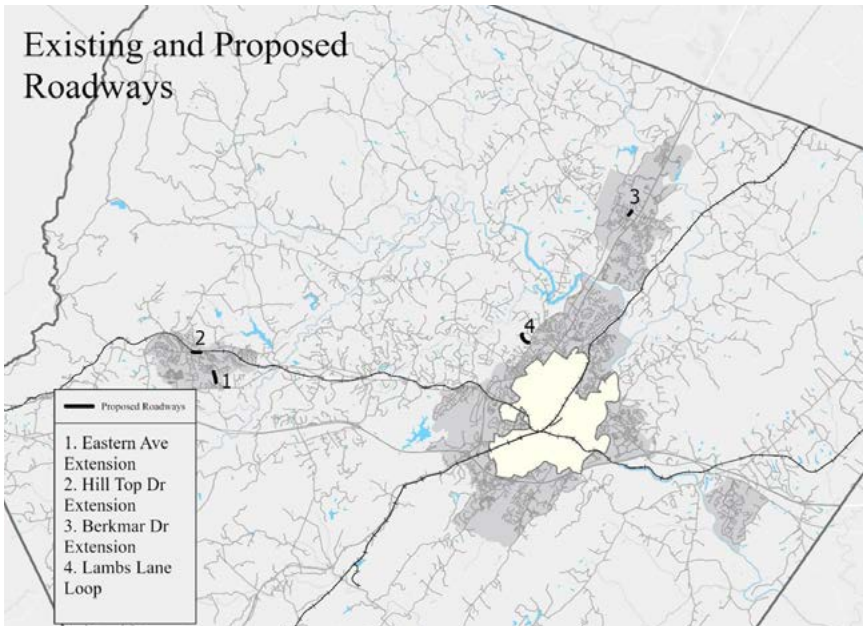 Existing and Proposed
Roadways
3
4
2
1
Proposed Roadways
1. Eastern Ave
Extension
2. Hill Top Dr
Extension
3. Berkmar Dr
Extension
4. Lambs Lane
Loop